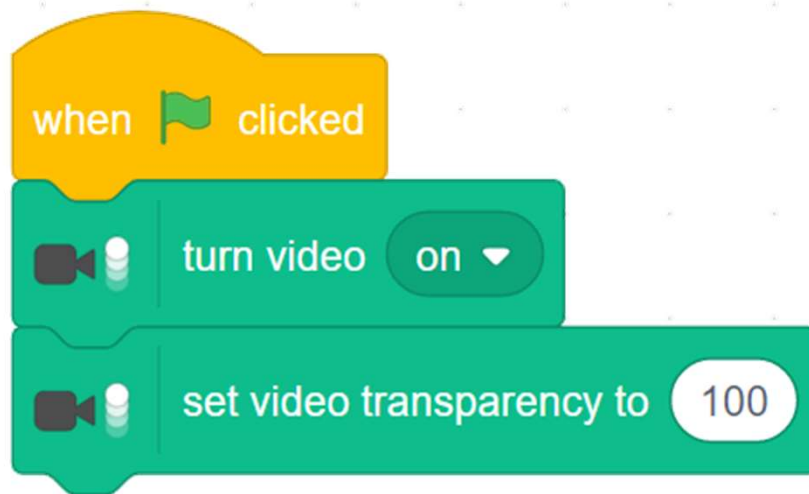 when clicked
turn video on
set video transparency to 100